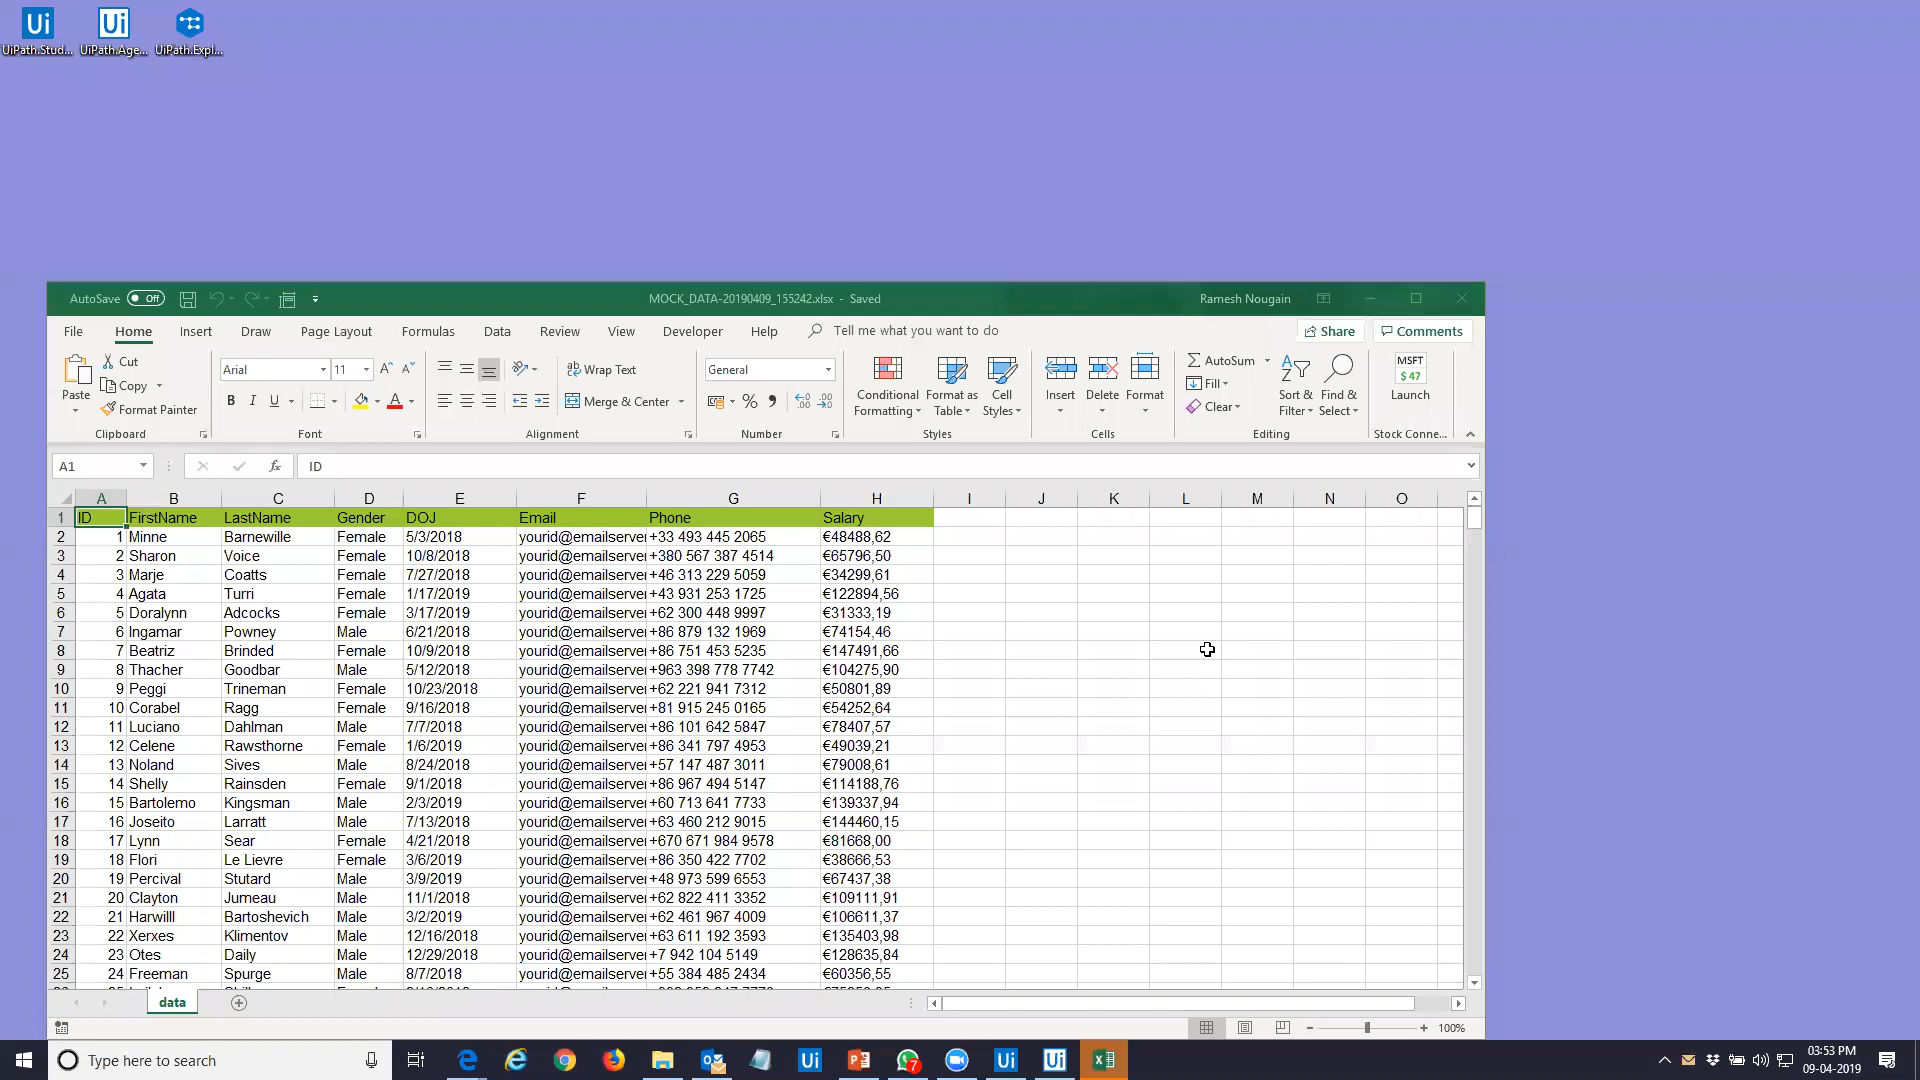 UiPath.Stud... UiPath.Age... UiPath.Expl...
AutoSave Off MOCK_DATA-20190409_155242.xlsx - Saved Ramesh Nougain
File Home Insert Draw Page Layout Formulas Data Review View Developer Help Tell me what you want to do Share Comments
Paste Cut Copy Format Painter Clipboard
Arial 11 B I U Font
Wrap Text Merge & Center Alignment
General % Number
Conditional Formatting Format as Table Cell Styles Styles
Insert Delete Format Cells
AutoSum Fill Clear Sort & Filter Find & Select Editing
MSFT $ 47 Launch Stock Conne...
A1 fx ID
A B C D E F G H I J K L M N O
1 ID FirstName LastName Gender DOJ Email Phone Salary
2 1 Minne Barnewille Female 5/3/2018 yourid@emailserver +33 493 445 2065 €48488,62
3 2 Sharon Voice Female 10/8/2018 yourid@emailserver +380 567 387 4514 €65796,50
4 3 Marje Coatts Female 7/27/2018 yourid@emailserver +46 313 229 5059 €34299,61
5 4 Agata Turri Female 1/17/2019 yourid@emailserver +43 931 253 1725 €122894,56
6 5 Doralynn Adcocks Female 3/17/2019 yourid@emailserver +62 300 448 9997 €31333,19
7 6 Ingamar Powney Male 6/21/2018 yourid@emailserver +86 879 132 1969 €74154,46
8 7 Beatriz Brinded Female 10/9/2018 yourid@emailserver +86 751 453 5235 €147491,66
9 8 Thacher Goodbar Male 5/12/2018 yourid@emailserver +963 398 778 7742 €104275,90
10 9 Peggi Trineman Female 10/23/2018 yourid@emailserver +62 221 941 7312 €50801,89
11 10 Corabel Ragg Female 9/16/2018 yourid@emailserver +81 915 245 0165 €54252,64
12 11 Luciano Dahlman Male 7/7/2018 yourid@emailserver +86 101 642 5847 €78407,57
13 12 Celene Rawsthorne Female 1/6/2019 yourid@emailserver +86 341 797 4953 €49039,21
14 13 Noland Sives Male 8/24/2018 yourid@emailserver +57 147 487 3011 €79008,61
15 14 Shelly Rainsden Female 9/1/2018 yourid@emailserver +86 967 494 5147 €114188,76
16 15 Bartolemo Kingsman Male 2/3/2019 yourid@emailserver +60 713 641 7733 €139337,94
17 16 Joseito Larratt Male 7/13/2018 yourid@emailserver +63 460 212 9015 €144460,15
18 17 Lynn Sear Female 4/21/2018 yourid@emailserver +670 671 984 9578 €81668,00
19 18 Flori Le Lievre Female 3/6/2019 yourid@emailserver +86 350 422 7702 €38666,53
20 19 Percival Stutard Male 3/9/2019 yourid@emailserver +48 973 599 6553 €67437,38
21 20 Clayton Jumeau Male 11/1/2018 yourid@emailserver +62 822 411 3352 €109111,91
22 21 Harwilll Bartoshevich Male 3/2/2019 yourid@emailserver +62 461 967 4009 €106611,37
23 22 Xerxes Klimentov Male 12/16/2018 yourid@emailserver +63 611 192 3593 €135403,98
24 23 Otes Daily Male 12/29/2018 yourid@emailserver +7 942 104 5149 €128635,84
25 24 Freeman Spurge Male 8/7/2018 yourid@emailserver +55 384 485 2434 €60356,55
data
100%
Type here to search
03:53 PM
09-04-2019